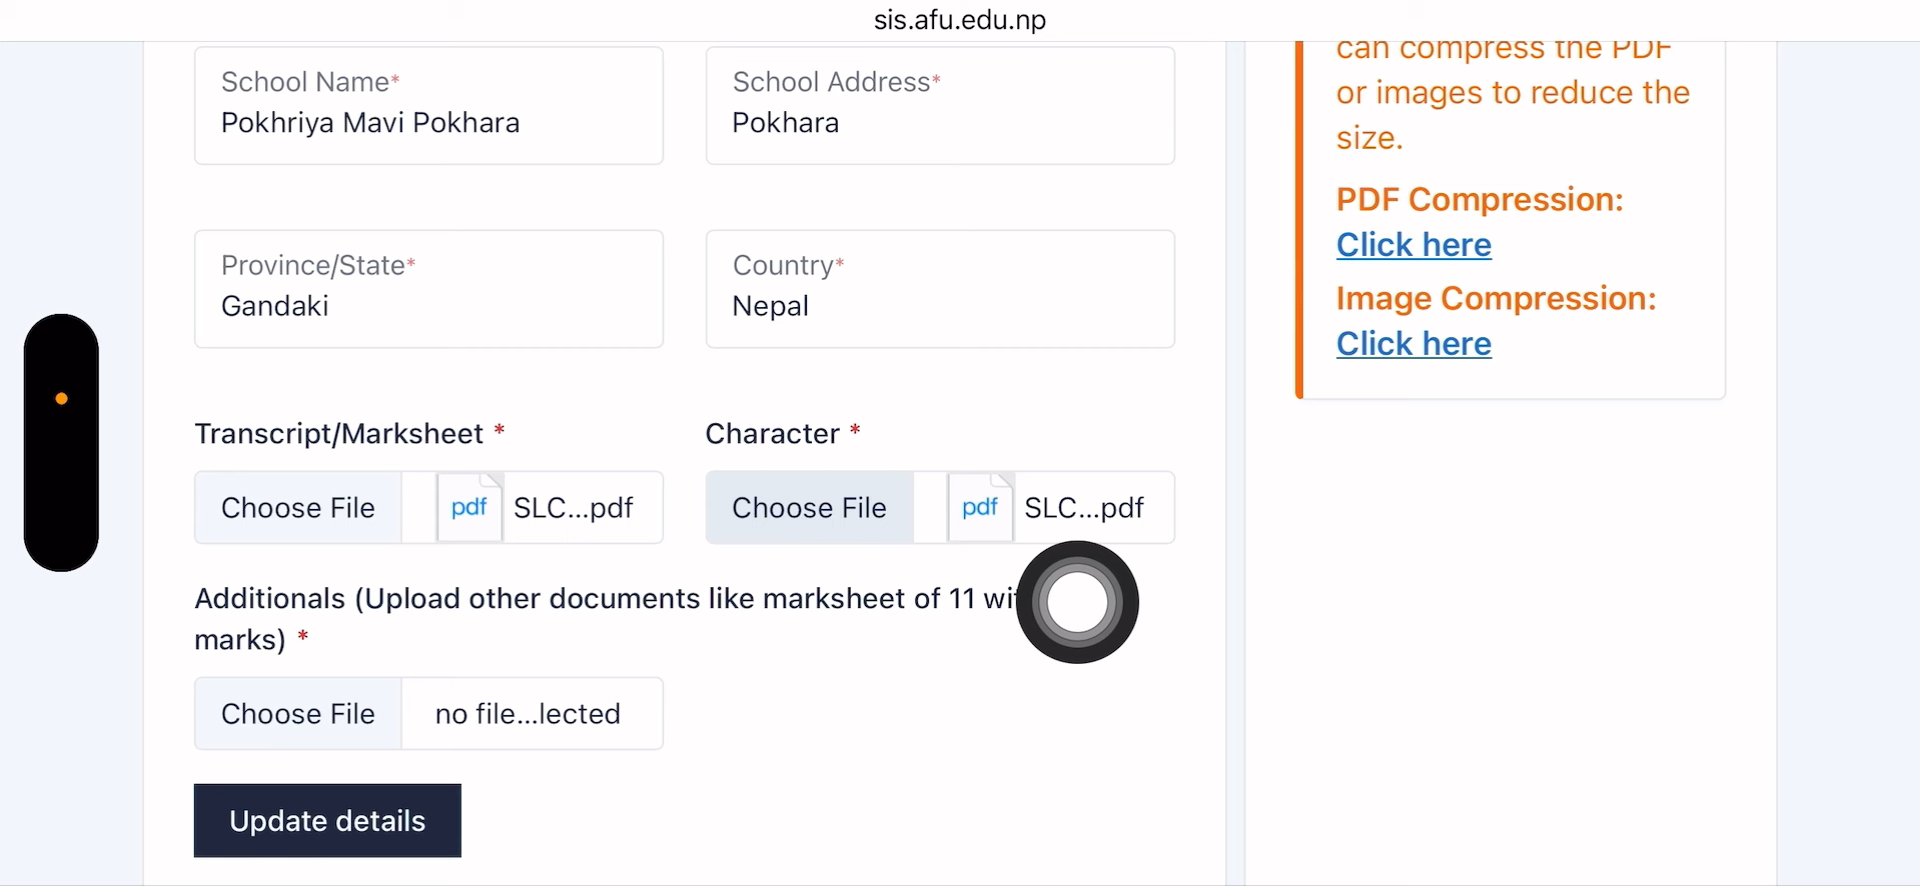 sis.afu.edu.np
School Name*
Pokhriya Mavi Pokhara
School Address*
Pokhara
Province/State*
Gandaki
Country*
Nepal
Transcript/Marksheet *
Choose File
pdf
SLC...pdf
Character *
Choose File
pdf
SLC...pdf
Additionals (Upload other documents like marksheet of 11
marks) *
Choose File
no file...lected
Update details
can compress the PDF
or images to reduce the
size.
PDF Compression:
Click here
Image Compression:
Click here